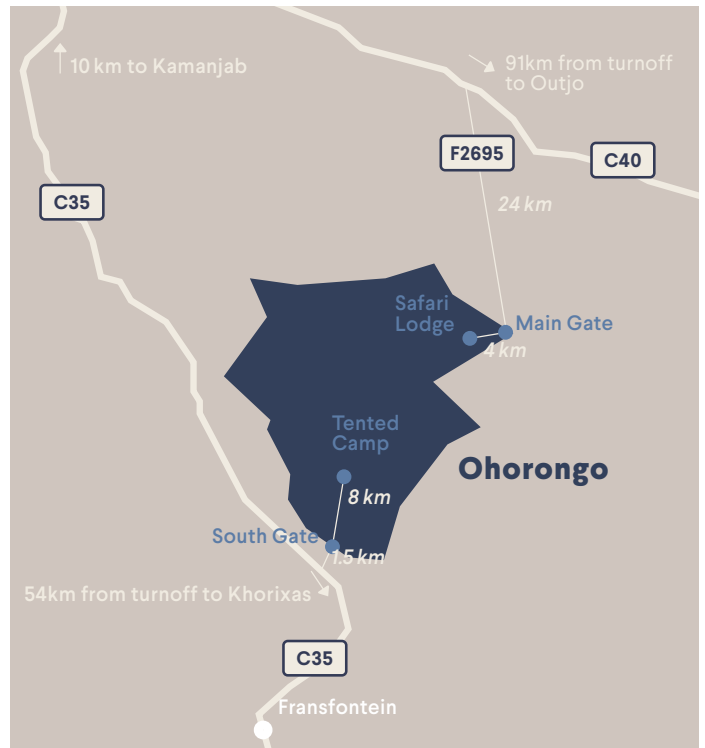 10 km to Kamanjab
91km from turnoff
to Outjo
F2695
C40
C35
24 km
Safari
Lodge
Main Gate
4 km
Tented
Camp
Ohorongo
8 km
South Gate
1.5 km
54km from turnoff to Khorixas
C35
Fransfontein